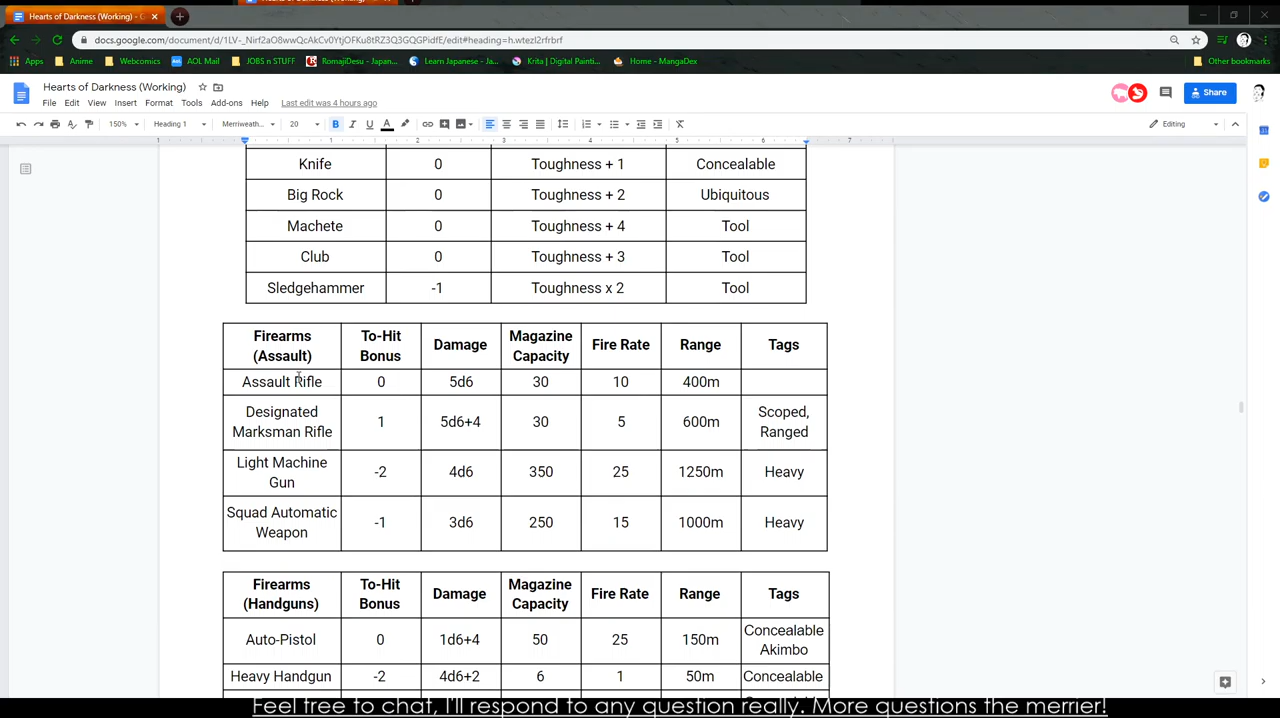 Hearts of Darkness (Working) - G
docs.google.com/document/d/1LV-_Nirf2aO8wwQcAkCv0YtjOFKu8tRZ3Q3GQGPidfE/edit#heading=h.wtezl2rfrbrf
Apps Anime Webcomics AOL Mail JOBS n STUFF RomajiDesu - Japan... Learn Japanese - Ja... Krita | Digital Painti... Home - MangaDex Other bookmarks
Hearts of Darkness (Working)
File Edit View Insert Format Tools Add-ons Help Last edit was 4 hours ago Share
150% Heading 1 Merriweath... 20 B I U A Editing
1 1 2 3 4 5 6 7
Knife 0 Toughness + 1 Concealable
Big Rock 0 Toughness + 2 Ubiquitous
Machete 0 Toughness + 4 Tool
Club 0 Toughness + 3 Tool
Sledgehammer -1 Toughness x 2 Tool
Firearms (Assault) To-Hit Bonus Damage Magazine Capacity Fire Rate Range Tags
Assault Rifle 0 5d6 30 10 400m
Designated Marksman Rifle 1 5d6+4 30 5 600m Scoped, Ranged
Light Machine Gun -2 4d6 350 25 1250m Heavy
Squad Automatic Weapon -1 3d6 250 15 1000m Heavy
Firearms (Handguns) To-Hit Bonus Damage Magazine Capacity Fire Rate Range Tags
Auto-Pistol 0 1d6+4 50 25 150m Concealable Akimbo
Heavy Handgun -2 4d6+2 6 1 50m Concealable
Feel free to chat, I'll respond to any question really. More questions the merrier!